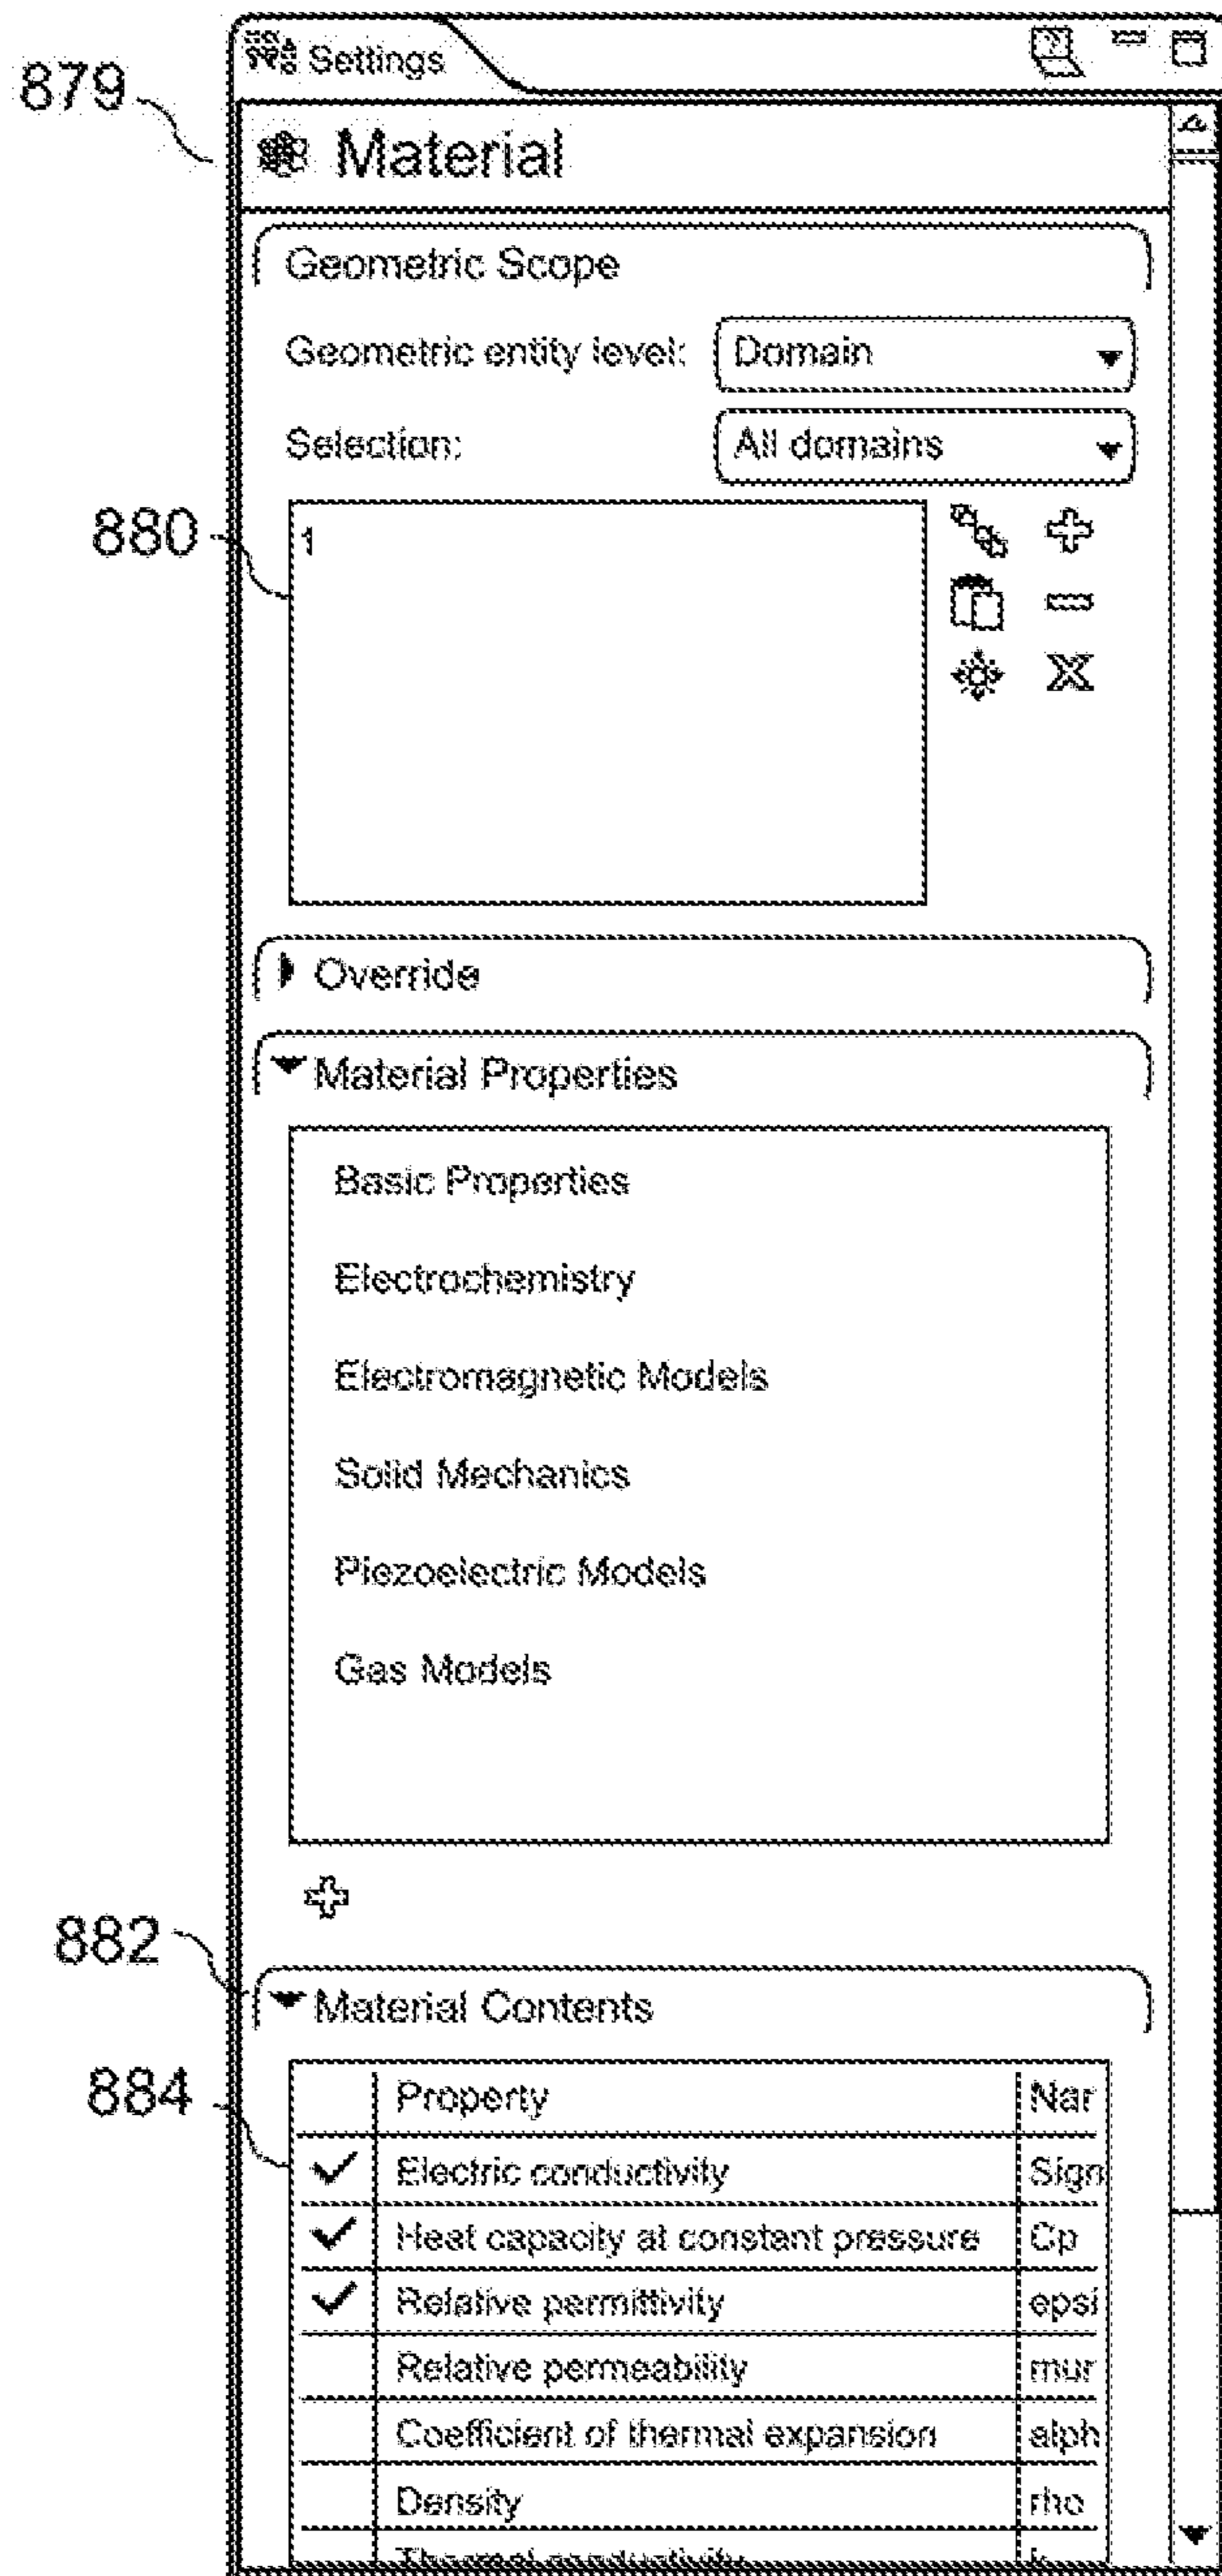 Settings
879
Material
Geometric Scope
Geometric entity level: Domain
Selection: All domains
880
1
Override
Material Properties
Basic Properties
Electrochemistry
Electromagnetic Models
Solid Mechanics
Piezoelectric Models
Gas Models
882
Material Contents
884
Property Nar
Electric conductivity Sign
Heat capacity at constant pressure Cp
Relative permittivity epsi
Relative permeability mur
Coefficient of thermal expansion alph
Density rho
Thermal conductivity k